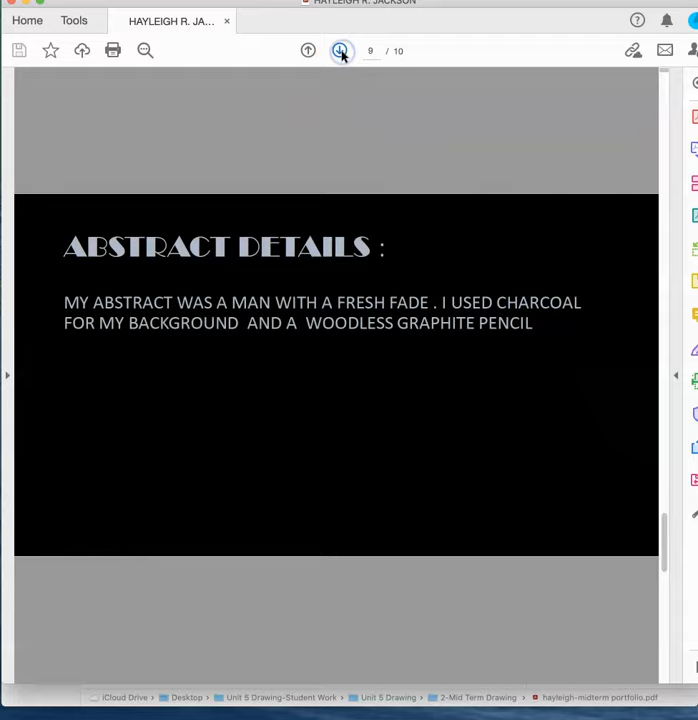 HAYLEIGH R. JACKSON
Home Tools HAYLEIGH R. JA... ×
9 / 10
ABSTRACT DETAILS :
MY ABSTRACT WAS A MAN WITH A FRESH FADE . I USED CHARCOAL
FOR MY BACKGROUND AND A WOODLESS GRAPHITE PENCIL
iCloud Drive › Desktop › Unit 5 Drawing-Student Work › Unit 5 Drawing › 2-Mid Term Drawing › hayleigh-midterm portfolio.pdf